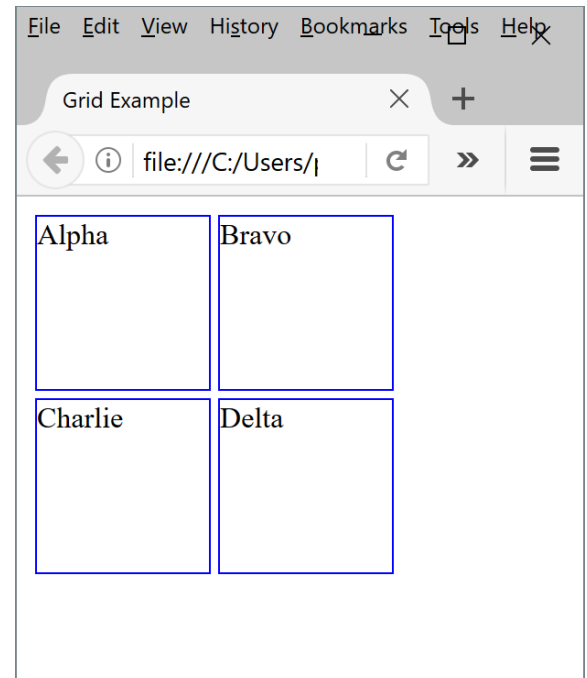 File Edit View History Bookmarks Tools Help
Grid Example
file:///C:/Users/
Alpha Bravo
Charlie Delta